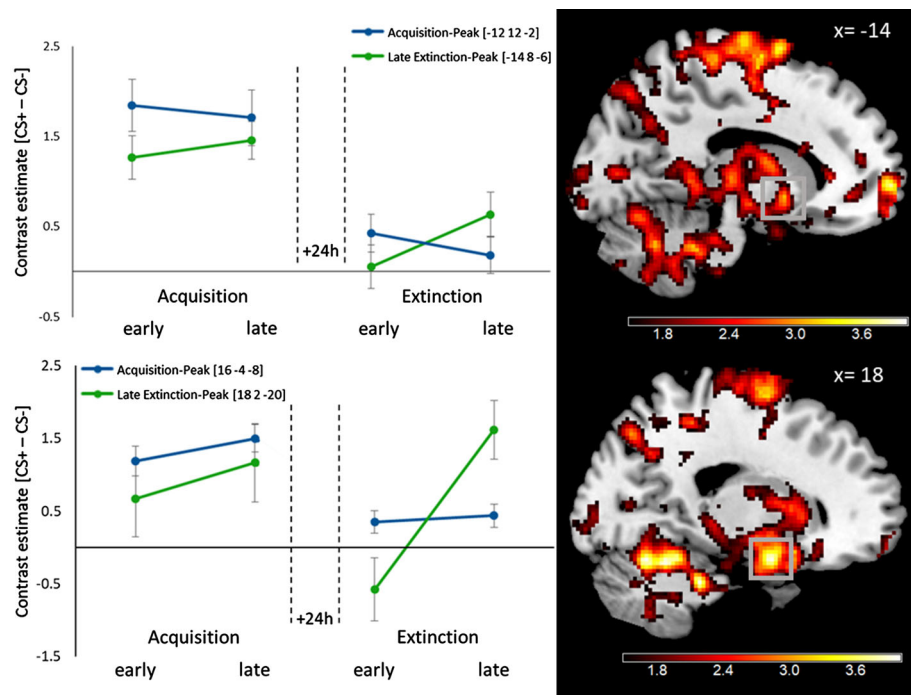 Contrast estimate [CS+ – CS-]
2.5
1.5
0.5
-0.5
Acquisition-Peak [-12 12 -2]
Late Extinction-Peak [-14 8 -6]
+24h
Acquisition
Extinction
early
late
early
late
x= -14
1.8 2.4 3.0 3.6
Contrast estimate [CS+ – CS-]
2.5
1.5
0.5
-0.5
-1.5
Acquisition-Peak [16 -4 -8]
Late Extinction-Peak [18 2 -20]
+24h
Acquisition
Extinction
early
late
early
late
x= 18
1.8 2.4 3.0 3.6